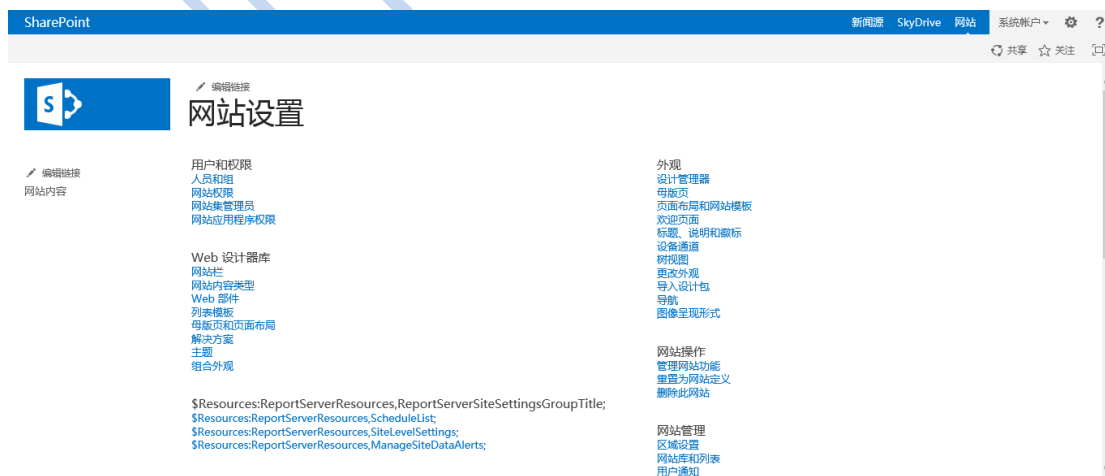 SharePoint
新闻源 SkyDrive 网站 系统帐户 ?
共享 关注
编辑链接
网站设置
S
编辑链接
网站内容
用户和权限
人员和组
网站权限
网站集管理员
网站应用程序权限
Web 设计器库
网站栏
网站内容类型
Web 部件
列表模板
母版页和页面布局
解决方案
主题
组合外观
$Resources:ReportServerResources,ReportServerSiteSettingsGroupTitle;
$Resources:ReportServerResources,ScheduleList;
$Resources:ReportServerResources,SiteLevelSettings;
$Resources:ReportServerResources,ManageSiteDataAlerts;
外观
设计管理器
母版页
页面布局和网站模板
欢迎页面
标题、说明和徽标
设备通道
树视图
更改外观
导入设计包
导航
图像呈现形式
网站操作
管理网站功能
重置为网站定义
删除此网站
网站管理
区域设置
网站库和列表
用户通知